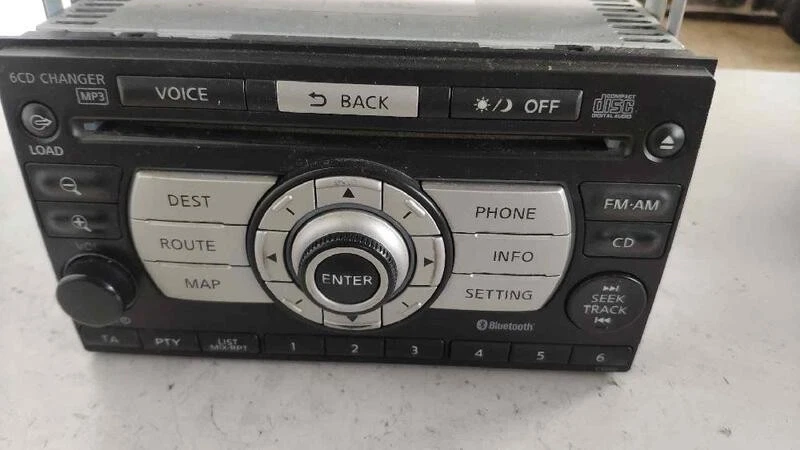 6CD CHANGER
MP3
VOICE
BACK
/ OFF
COMPACT
disc
DIGITAL AUDIO
LOAD
DEST
ROUTE
MAP
ENTER
PHONE
INFO
SETTING
FM·AM
CD
VOL
SEEK
TRACK
Bluetooth
TA
PTY
LIST
MIX·RPT
1
2
3
4
5
6